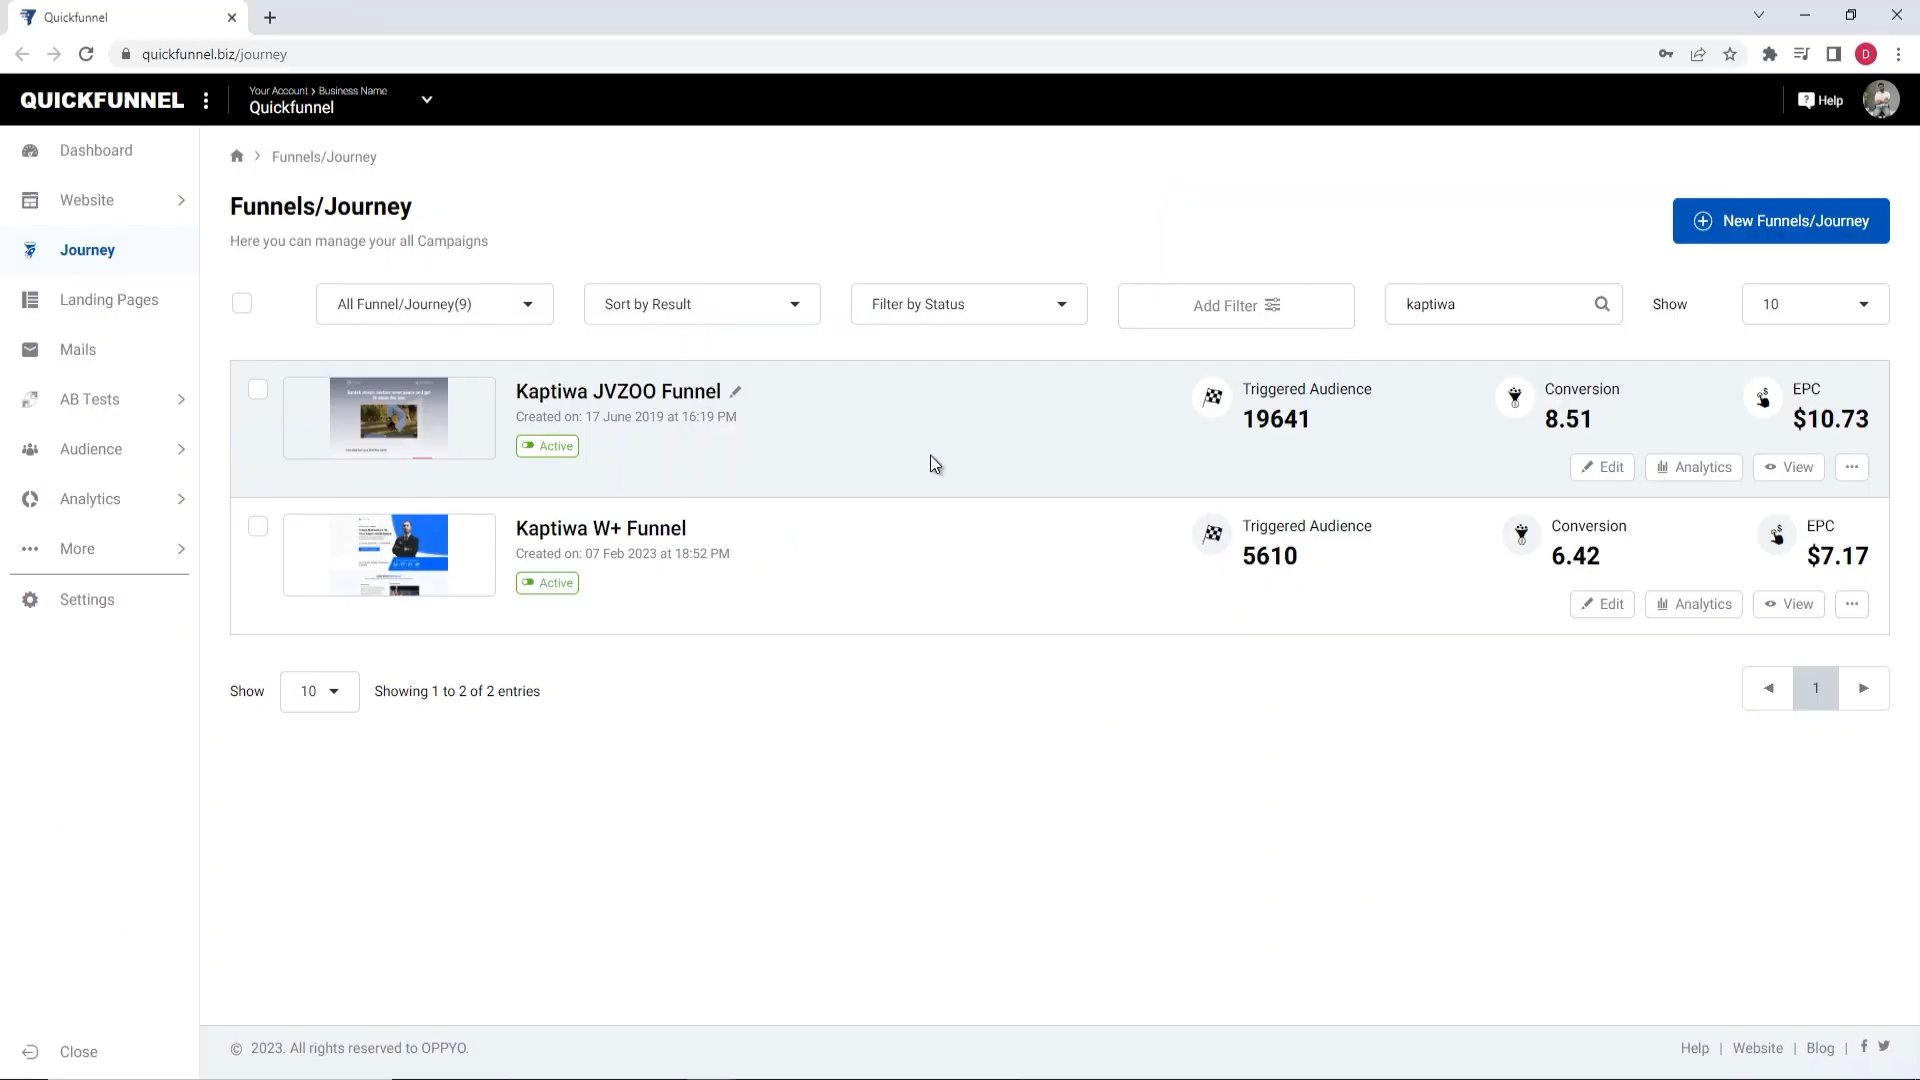 Quickfunnel
quickfunnel.biz/journey
D
QUICKFUNNEL
Your Account › Business Name
Quickfunnel
Help
Dashboard
Website
Journey
Landing Pages
Mails
AB Tests
Audience
Analytics
More
Settings
Close
Funnels/Journey
Funnels/Journey
Here you can manage your all Campaigns
New Funnels/Journey
All Funnel/Journey(9)
Sort by Result
Filter by Status
Add Filter
kaptiwa
Show
10
Kaptiwa JVZOO Funnel
Created on: 17 June 2019 at 16:19 PM
Active
Triggered Audience
19641
Conversion
8.51
EPC
$10.73
Edit
Analytics
View
Kaptiwa W+ Funnel
Created on: 07 Feb 2023 at 18:52 PM
Active
Triggered Audience
5610
Conversion
6.42
EPC
$7.17
Edit
Analytics
View
Show
10
Showing 1 to 2 of 2 entries
1
© 2023. All rights reserved to OPPYO.
Help | Website | Blog |